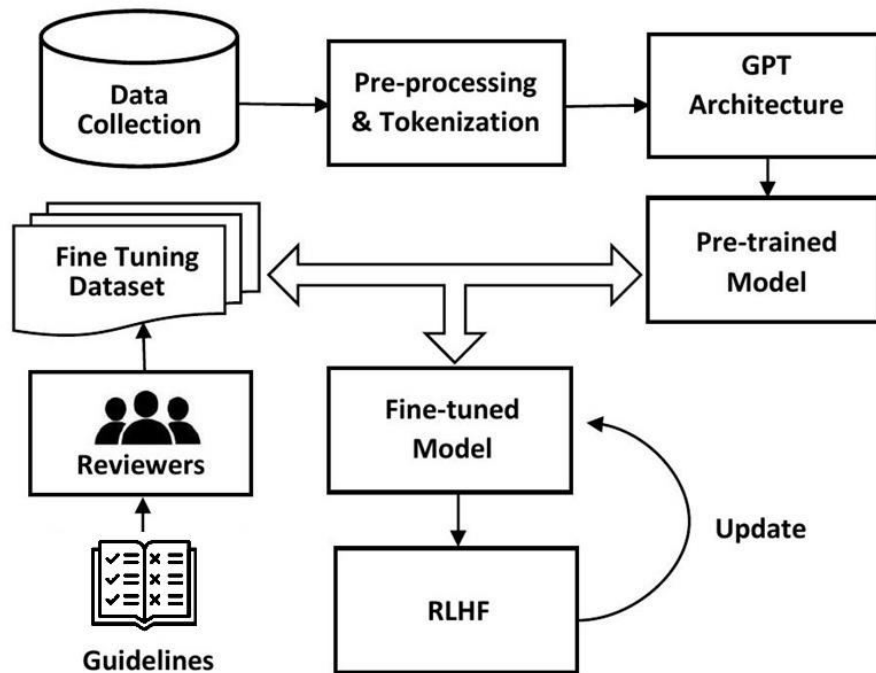 Data
Collection
Pre-processing
& Tokenization
GPT
Architecture
Fine Tuning
Dataset
Pre-trained
Model
Reviewers
Fine-tuned
Model
Update
RLHF
Guidelines